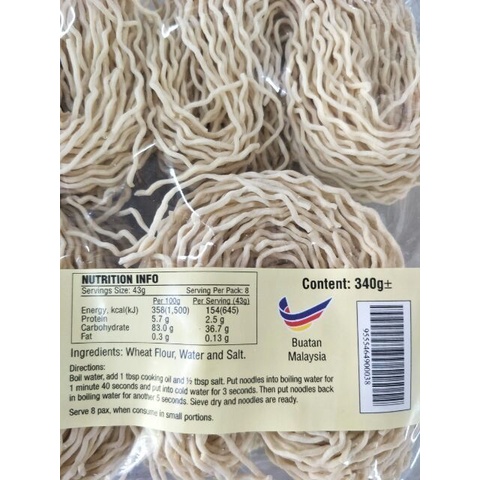 NUTRITION INFO
Servings Size: 43g Serving Per Pack: 8
Per 100g Per Serving (43g)
Energy, kcal(kJ) 358(1,500) 154(645)
Protein 5.7 g 2.5 g
Carbohydrate 83.0 g 36.7 g
Fat 0.3 g 0.13 g
Ingredients: Wheat Flour, Water and Salt.
Directions:
Boil water, add 1 tbsp cooking oil and ½ tbsp salt. Put noodles into boiling water for
1 minute 40 seconds and put into cold water for 3 seconds. Then put noodles back
in boiling water for another 5 seconds. Sieve dry and noodles are ready.
Serve 8 pax, when consume in small portions.
Content: 340g±
Buatan
Malaysia
9555464900038